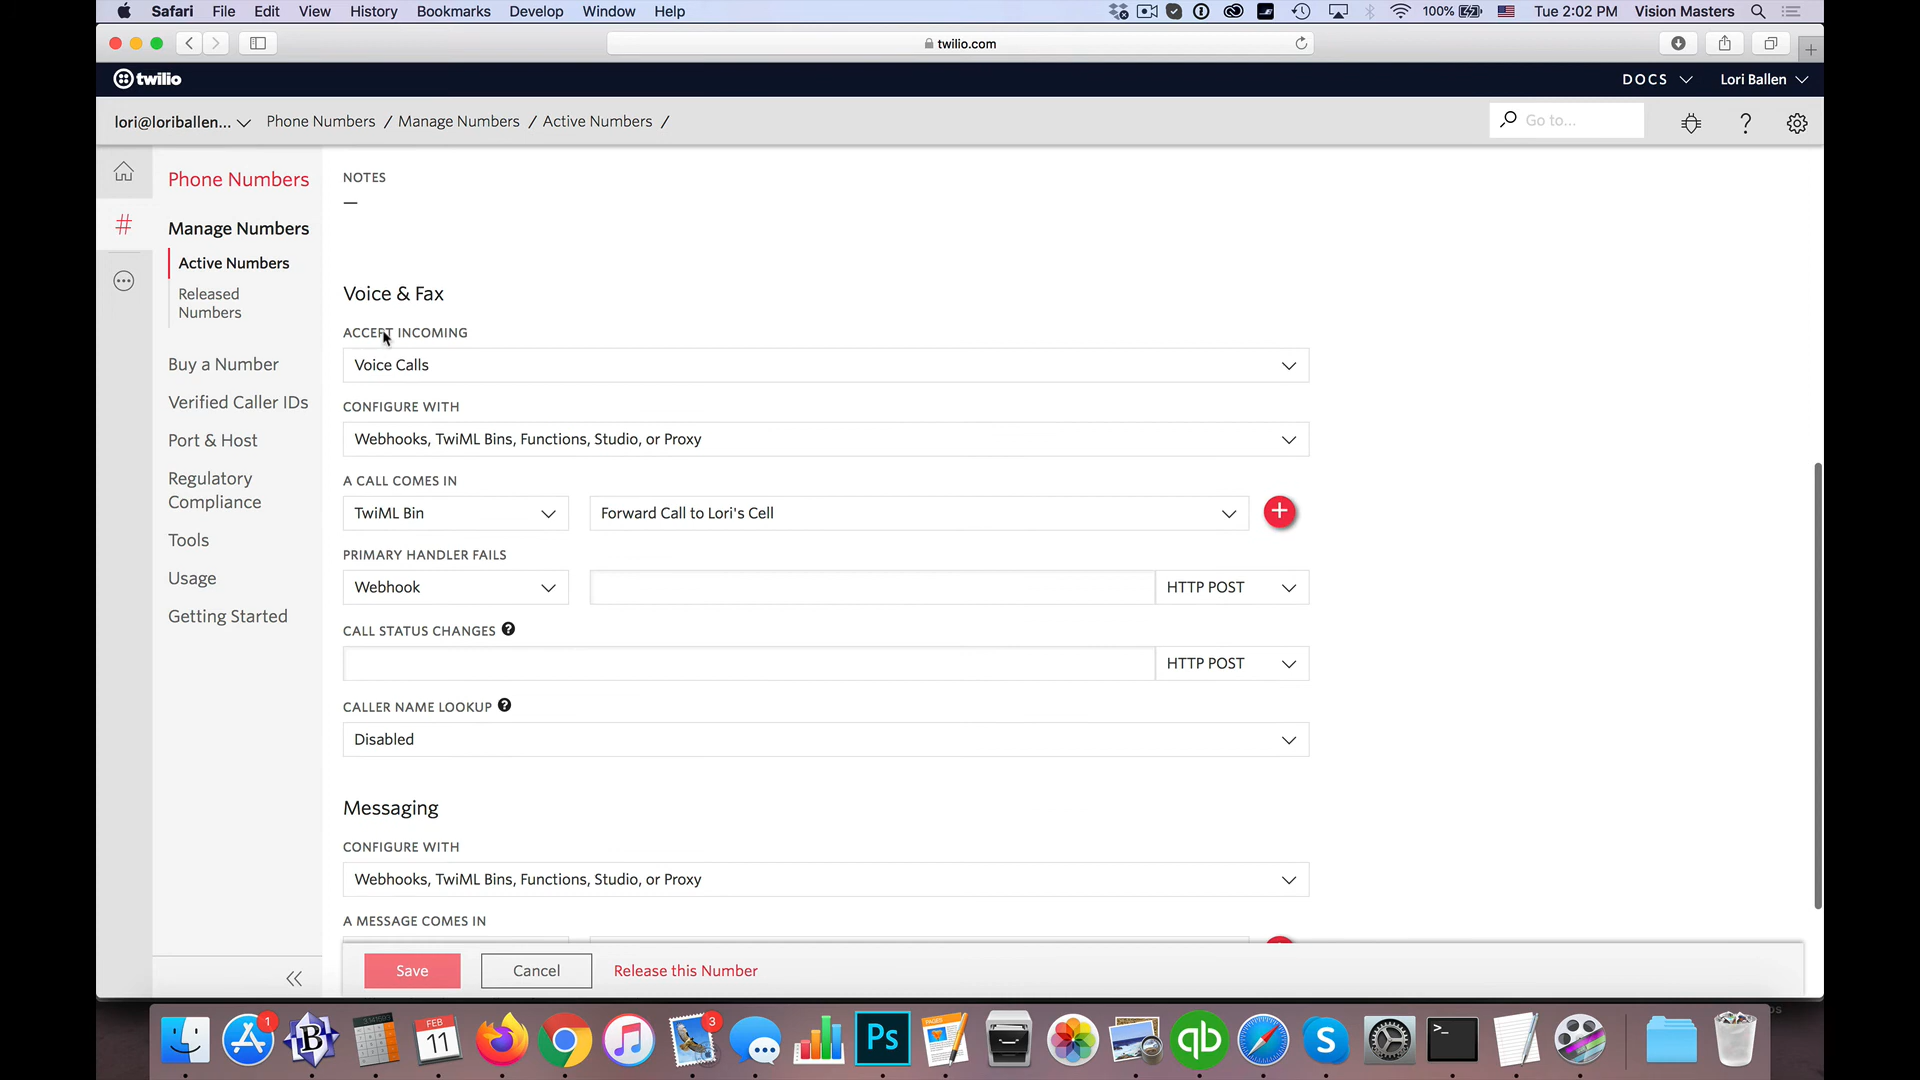 Safari File Edit View History Bookmarks Develop Window Help 100% Tue 2:02 PM Vision Masters
twilio.com
twilio DOCS Lori Ballen
lori@loriballen... Phone Numbers / Manage Numbers / Active Numbers / Go to... ?
Phone Numbers
Manage Numbers
Active Numbers
Released
Numbers
Buy a Number
Verified Caller IDs
Port & Host
Regulatory
Compliance
Tools
Usage
Getting Started
NOTES
—
Voice & Fax
ACCEPT INCOMING
Voice Calls
CONFIGURE WITH
Webhooks, TwiML Bins, Functions, Studio, or Proxy
A CALL COMES IN
TwiML Bin Forward Call to Lori's Cell
PRIMARY HANDLER FAILS
Webhook HTTP POST
CALL STATUS CHANGES ?
HTTP POST
CALLER NAME LOOKUP ?
Disabled
Messaging
CONFIGURE WITH
Webhooks, TwiML Bins, Functions, Studio, or Proxy
A MESSAGE COMES IN
Save Cancel Release this Number
1 B FEB 11 3 Ps qb S >_